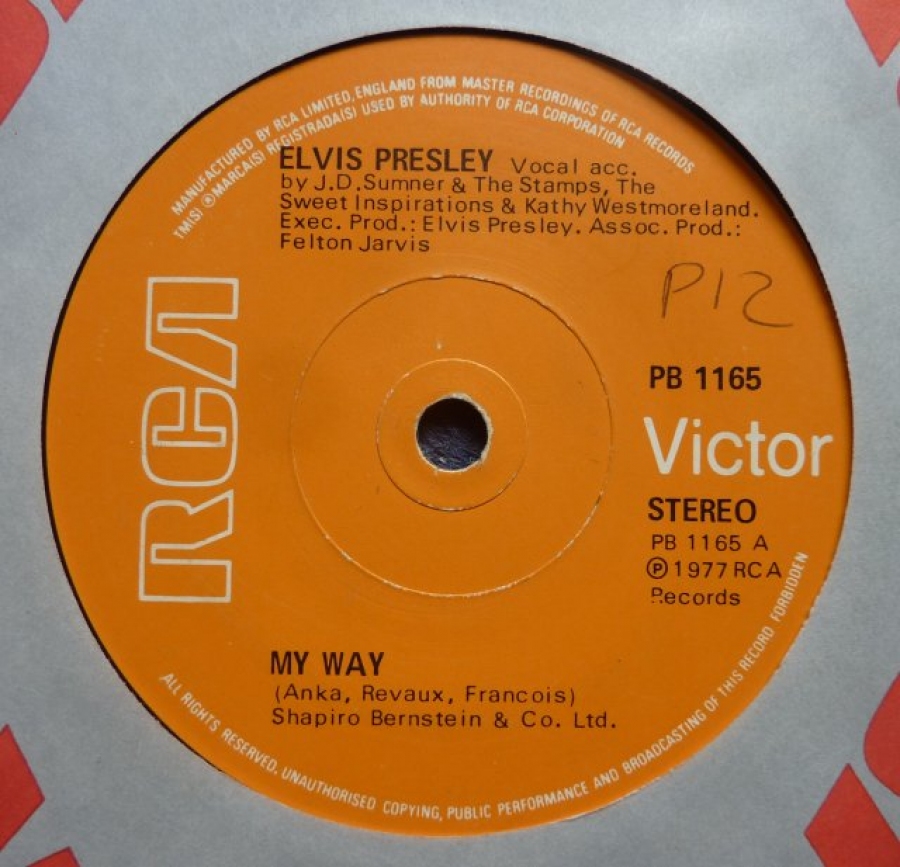 MANUFACTURED BY RCA LIMITED, ENGLAND FROM MASTER RECORDINGS OF RCA RECORDS
TM(S) ® MARCA(S) REGISTRADA(S) USED BY AUTHORITY OF RCA CORPORATION
ELVIS PRESLEY Vocal acc.
by J.D.Sumner & The Stamps, The
Sweet Inspirations & Kathy Westmoreland.
Exec. Prod.: Elvis Presley. Assoc. Prod.:
Felton Jarvis
P12
RCA
PB 1165
Victor
STEREO
PB 1165 A
℗ 1977 RCA
Records
MY WAY
(Anka, Revaux, Francois)
Shapiro Bernstein & Co. Ltd.
ALL RIGHTS RESERVED. UNAUTHORISED COPYING, PUBLIC PERFORMANCE AND BROADCASTING OF THIS RECORD FORBIDDEN